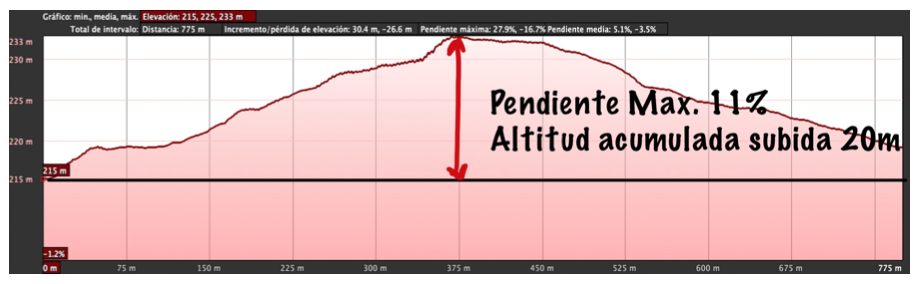 Gráfico: min., media, máx. Elevación: 215, 225, 233 m
Total de intervalo: Distancia: 775 m Incremento/pérdida de elevación: 30.4 m, -26.6 m Pendiente máxima: 27.9%, -16.7% Pendiente media: 5.1%, -3.5%
233 m
230 m
225 m
220 m
215 m
215 m
Pendiente Max. 11%
Altitud acumulada subida 20m
-1.2%
0 m 75 m 150 m 225 m 300 m 375 m 450 m 525 m 600 m 675 m 775 m